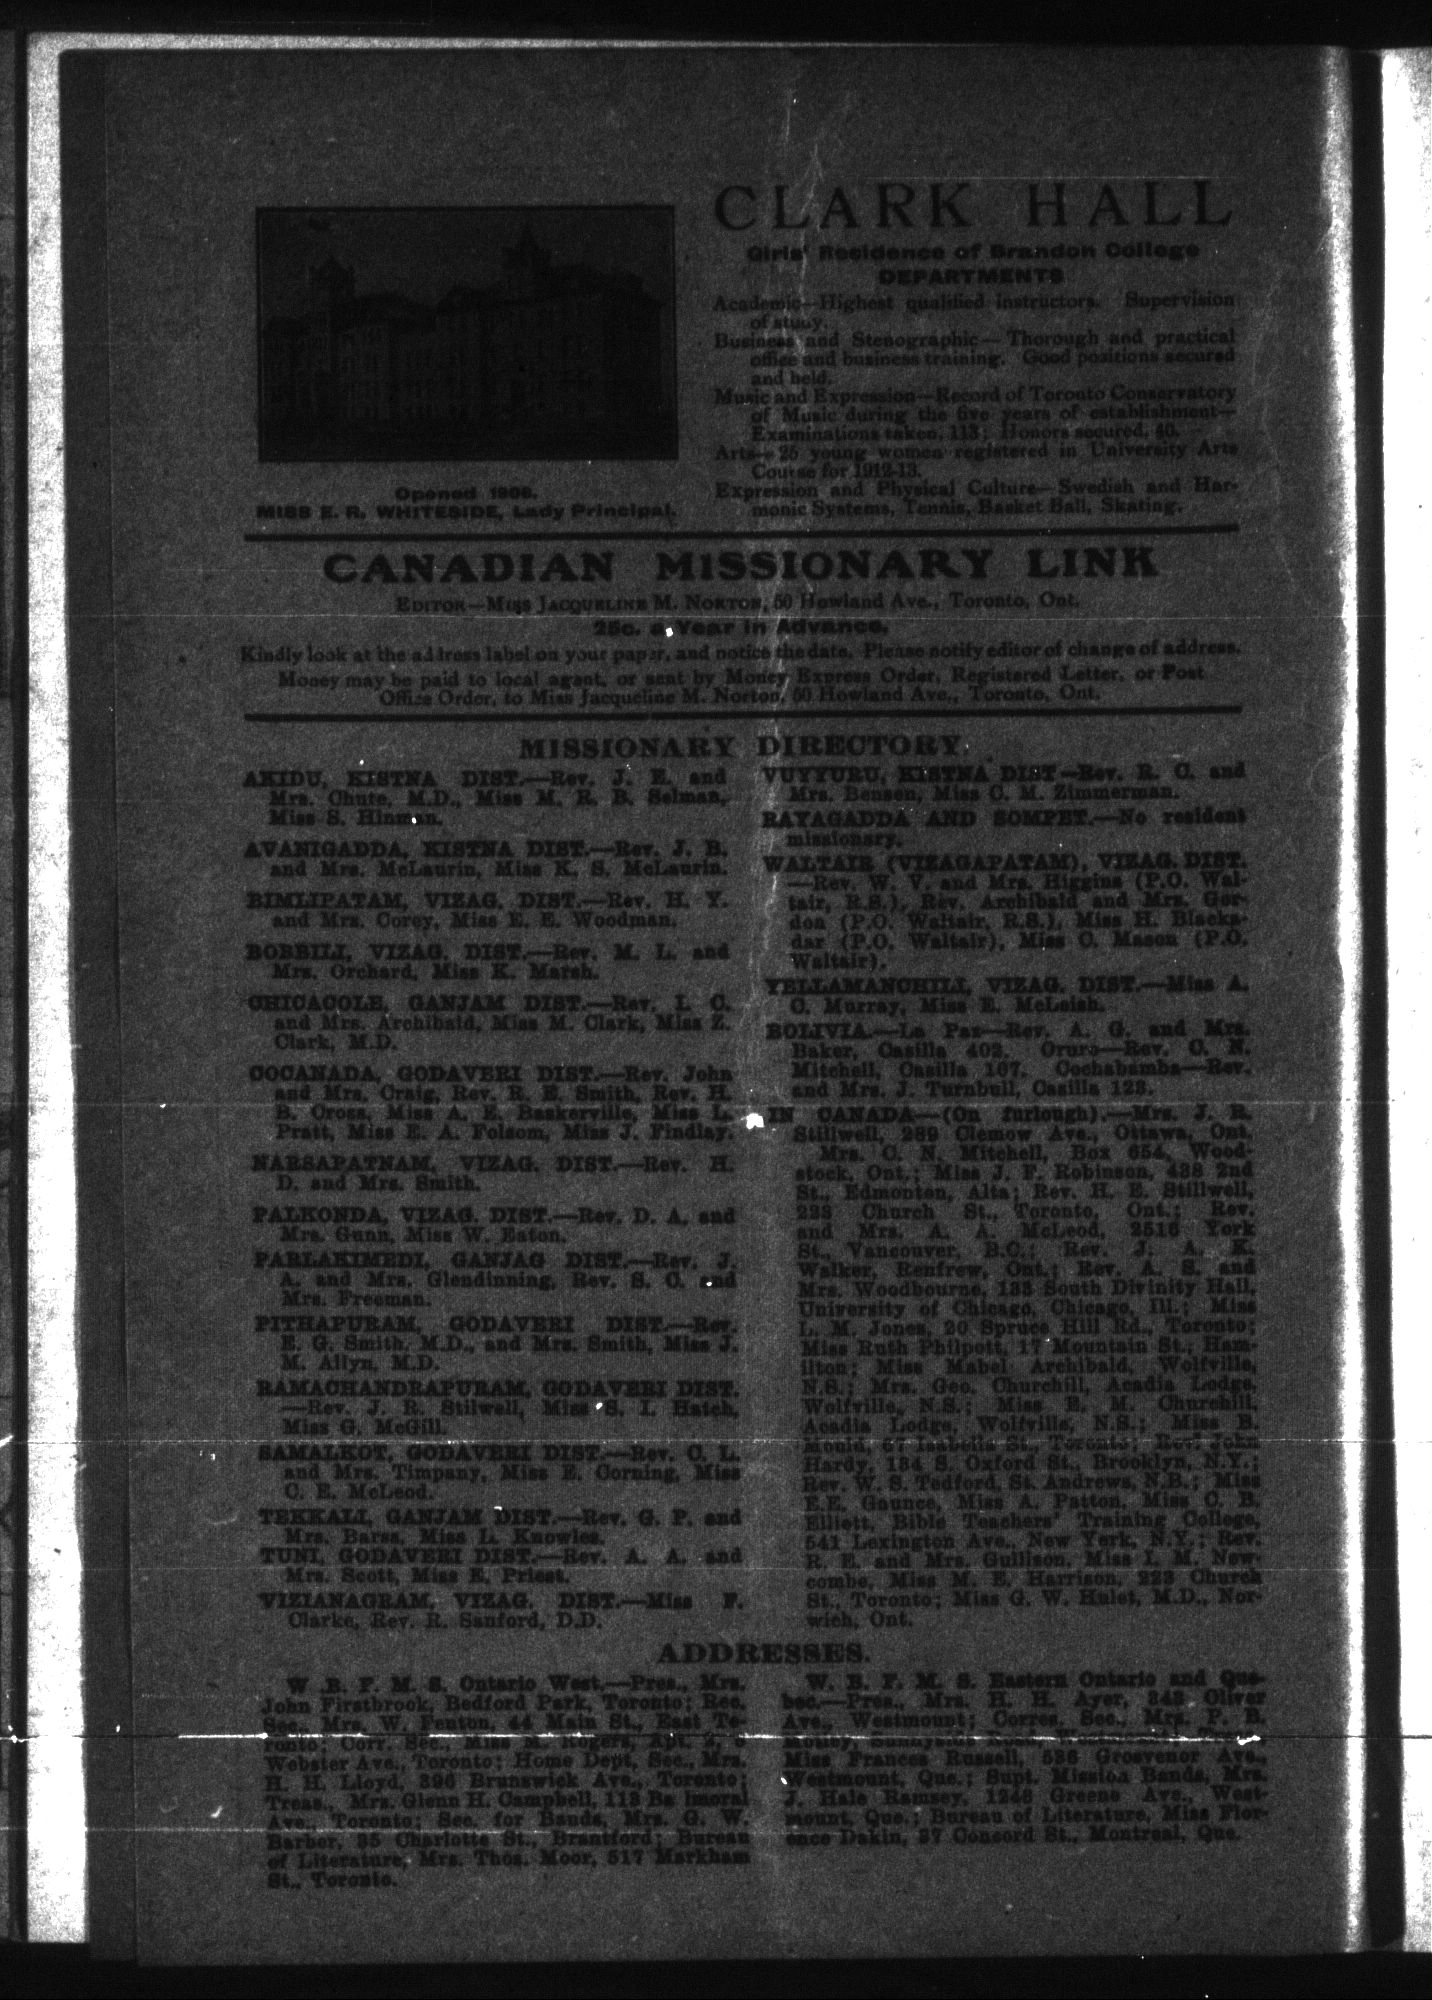 CLARK HALL
Girls' Residence of Brandon College
DEPARTMENTS
Academic—Highest qualified instructors. Supervision
of study.
Business and Stenographic—Thorough and practical
office and business training. Good positions secured
and held.
Music and Expression—Record of Toronto Conservatory
of Music during the five years of establishment—
Examinations taken, 113; Honors secured, 40.
Arts—25 young women registered in University Arts
Course for 1912-13.
Expression and Physical Culture—Swedish and Har-
monic Systems, Tennis, Basket Ball, Skating.
Opened 1906.
MISS E. R. WHITESIDE, Lady Principal.
CANADIAN MISSIONARY LINK
EDITOR—MISS JACQUELINE M. NORTON, 50 Howland Ave., Toronto, Ont.
25c. a Year in Advance.
Kindly look at the address label on your paper, and notice the date. Please notify editor of change of address.
Money may be paid to local agent, or sent by Money Express Order, Registered Letter, or Post
Office Order, to Miss Jacqueline M. Norton, 50 Howland Ave., Toronto, Ont.
MISSIONARY DIRECTORY.
AKIDU, KISTNA DIST.—Rev. J. E. and
Mrs. Chute, M.D., Miss M. R. B. Selman,
Miss S. Hinman.
AVANIGADDA, KISTNA DIST.—Rev. J. B.
and Mrs. McLaurin, Miss K. S. McLaurin.
BIMLIPATAM, VIZAG. DIST.—Rev. H. Y.
and Mrs. Corey, Miss E. E. Woodman.
BOBBILI, VIZAG. DIST.—Rev. M. L. and
Mrs. Orchard, Miss K. Marsh.
CHICACOLE, GANJAM DIST.—Rev. L C.
and Mrs. Archibald, Miss M. Clark, Miss Z.
Clark, M.D.
COCANADA, GODAVERI DIST.—Rev. John
and Mrs. Craig, Rev. R. E. Smith, Rev. H.
B. Cross, Miss A. E. Baskerville, Miss L.
Pratt, Miss E. A. Folsom, Miss J. Findlay.
NARSAPATNAM, VIZAG. DIST.—Rev. H.
D. and Mrs. Smith.
PALKONDA, VIZAG. DIST.—Rev. D. A. and
Mrs. Gunn, Miss W. Eaton.
PARLAKIMEDI, GANJAG DIST.—Rev. J.
A. and Mrs. Glendinning, Rev. S. C. and
Mrs. Freeman.
PITHAPURAM, GODAVERI DIST.—Rev.
E. G. Smith, M.D., and Mrs. Smith, Miss J.
M. Allyn, M.D.
RAMACHANDRAPURAM, GODAVERI DIST.
—Rev. J. R. Stilwell, Miss S. I. Hatch,
Miss G. McGill.
SAMALKOT, GODAVERI DIST.—Rev. C. L.
and Mrs. Timpany, Miss E. Corning, Miss
C. E. McLeod.
TEKKALI, GANJAM DIST.—Rev. G. P. and
Mrs. Barss, Miss L. Knowles.
TUNI, GODAVERI DIST.—Rev. A. A. and
Mrs. Scott, Miss E. Priest.
VIZIANAGRAM, VIZAG. DIST.—Miss F.
Clarke, Rev. R. Sanford, D.D.
VUYYURU, KISTNA DIST—Rev. R. C. and
Mrs. Bensen, Miss C. M. Zimmerman.
RAYAGADDA AND SOMPET.—No resident
missionary.
WALTAIR (VIZAGAPATAM), VIZAG. DIST.
—Rev. W. V. and Mrs. Higgins (P.O. Wal-
tair, R.S.), Rev. Archibald and Mrs. Gor-
don (P.O. Waltair, R.S.), Miss H. Blacka-
dar (P.O. Waltair), Miss C. Mason (P.O.
Waltair).
YELLAMANCHILI, VIZAG. DIST.—Miss A.
C. Murray, Miss E. McLeish.
BOLIVIA.—La Paz—Rev. A. G. and Mrs.
Baker, Casilla 402. Oruro—Rev. C. N.
Mitchell, Casilla 107. Cochabamba—Rev.
and Mrs. J. Turnbull, Casilla 123.
IN CANADA—(On furlough).—Mrs. J. R.
Stillwell, 289 Clemow Ave., Ottawa, Ont.
Mrs. C. N. Mitchell, Box 654, Wood-
stock, Ont.; Miss J. F. Robinson, 438 2nd
St., Edmonton, Alta; Rev. H. E. Stillwell,
223 Church St., Toronto, Ont.; Rev.
and Mrs. A. A. McLeod, 2516 York
St., Vancouver, B.C.; Rev. J. A. K.
Walker, Renfrew, Ont.; Rev. A. S. and
Mrs. Woodbourne, 133 South Divinity Hall,
University of Chicago, Chicago, Ill.; Miss
L. M. Jones, 20 Spruce Hill Rd., Toronto;
Miss Ruth Philpott, 17 Mountain St., Ham-
ilton; Miss Mabel Archibald, Wolfville,
N.S.; Mrs. Geo. Churchill, Acadia Lodge,
Wolfville, N.S.; Miss E. M. Churchill,
Acadia Lodge, Wolfville, N.S.; Miss B.
Mould, 67 Isabella St., Toronto; Rev. John
Hardy, 134 S. Oxford St., Brooklyn, N.Y.;
Rev. W. S. Tedford, St. Andrews, N.B.; Miss
E.E. Gaunce, Miss A. Patton, Miss C. B.
Elliott, Bible Teachers' Training College,
541 Lexington Ave., New York, N.Y.; Rev.
R. E. and Mrs. Gullison, Miss I. M. New-
combe, Miss M. E. Harrison, 223 Church
St., Toronto; Miss G. W. Hulet, M.D., Nor-
wich, Ont.
ADDRESSES.
W .B. F. M. S. Ontario West.—Pres., Mrs.
John Firstbrook, Bedford Park, Toronto; Rec.
Sec., Mrs. W. Fenton, 44 Main St., East To-
ronto; Corr. Sec., Miss M. Rogers, Apt. 2,
Webster Ave., Toronto; Home Dept. Sec., Mrs.
H. H. Lloyd, 396 Brunswick Ave., Toronto;
Treas., Mrs. Glenn H. Campbell, 113 Ba lmoral
Ave., Toronto; Sec. for Bands, Mrs. G. W.
Barber, 35 Charlotte St., Brantford; Bureau
of Literature, Mrs. Thos. Moor, 517 Markham
St., Toronto.
W. B. F. M. S. Eastern Ontario and Que-
bec.—Pres., Mrs. H. H. Ayer, 342 Oliver
Ave., Westmount; Corres. Sec., Mrs. P. B.
Motley, Sunnyside
Miss Frances Russell, 536 Grosvenor Ave.,
Westmount, Que.; Supt. Mission Bands, Mrs.
J. Hale Ramsey, 1246 Greene Ave., West-
mount, Que.; Bureau of Literature, Miss Flor-
ence Dakin, 37 Concord St., Montreal, Que.